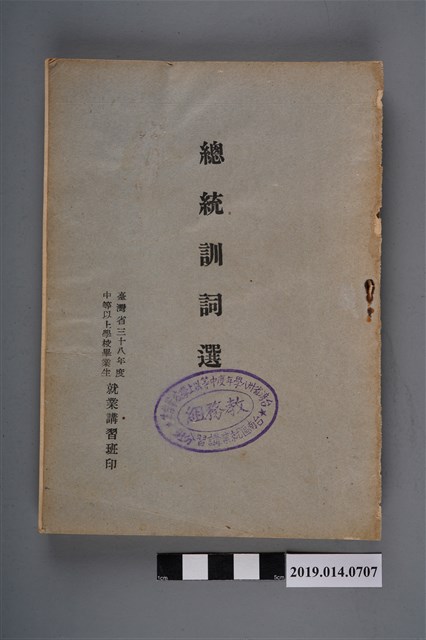 總統訓詞選
臺灣省三十八年度
中等以上學校畢業生
就業講習班印
教務組
2019.014.0707